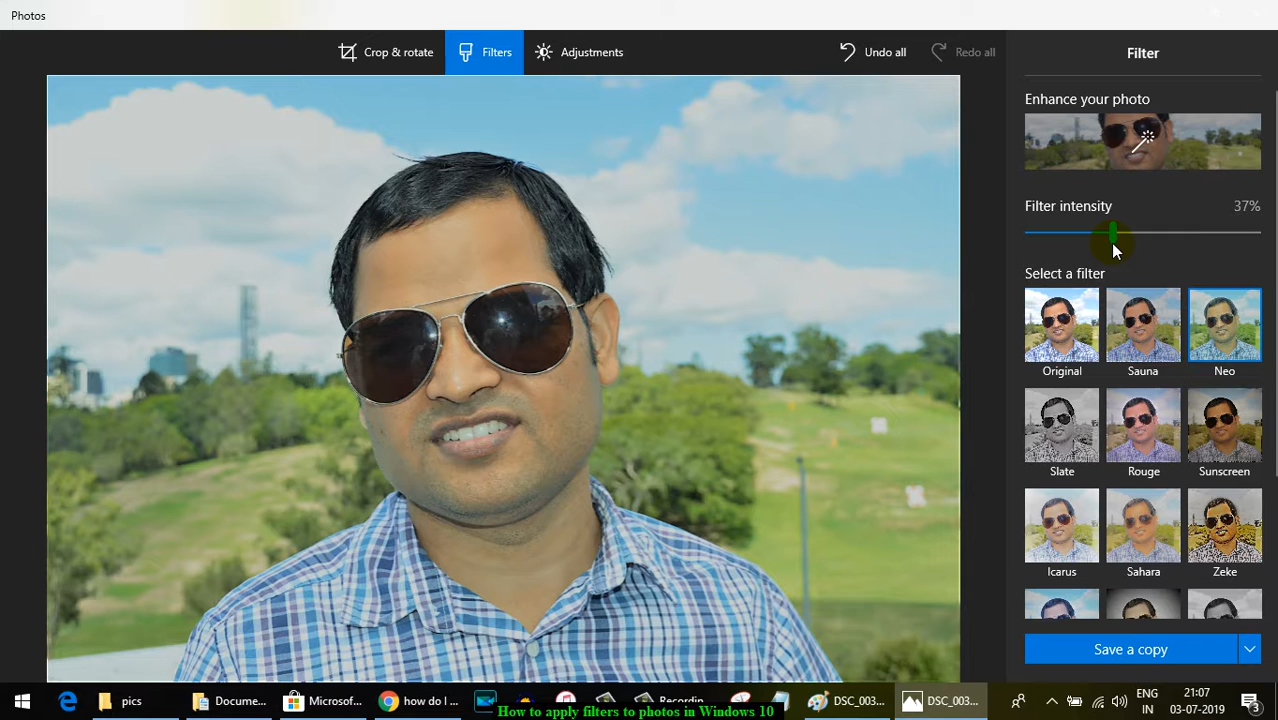 Photos
Crop & rotate
Filters
Adjustments
Undo all
Redo all
Filter
Enhance your photo
Filter intensity
37%
Select a filter
Original
Sauna
Neo
Slate
Rouge
Sunscreen
Icarus
Sahara
Zeke
Save a copy
pics
Docume...
Microsof...
how do I ...
Recordin...
DSC_003...
DSC_003...
ENG
IN
21:07
03-07-2019
3
How to apply filters to photos in Windows 10